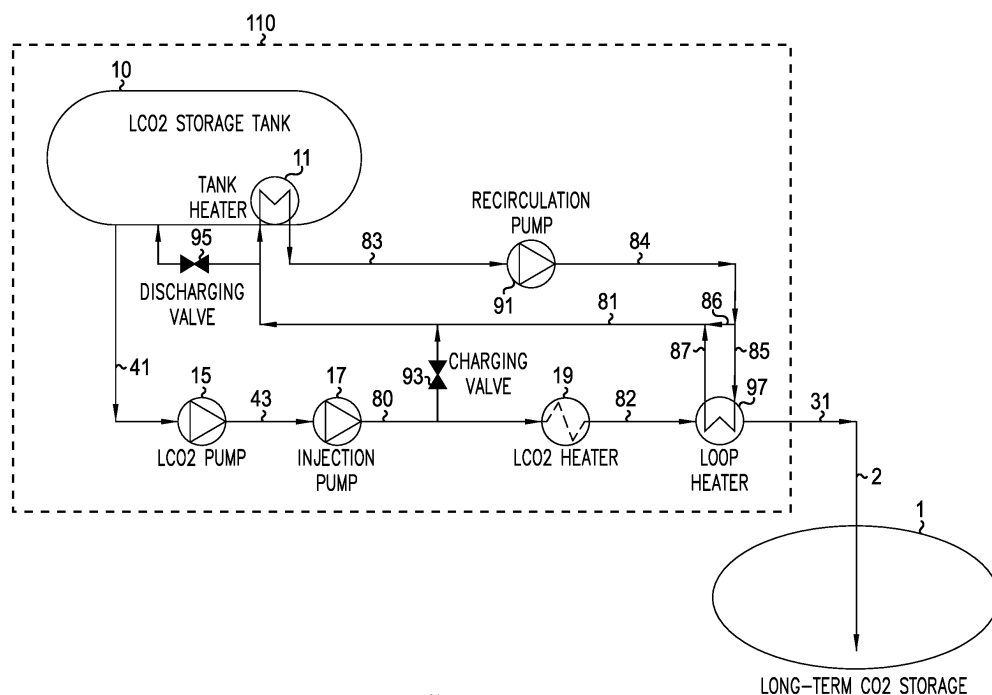 110
10
LCO2 STORAGE TANK
11
TANK
HEATER
RECIRCULATION
PUMP
95
83
84
91
DISCHARGING
VALVE
81
86
41
CHARGING
VALVE
93
87
85
15
43
17
80
19
82
97
31
LCO2 PUMP
INJECTION
PUMP
LCO2 HEATER
LOOP
HEATER
2
1
LONG-TERM CO2 STORAGE